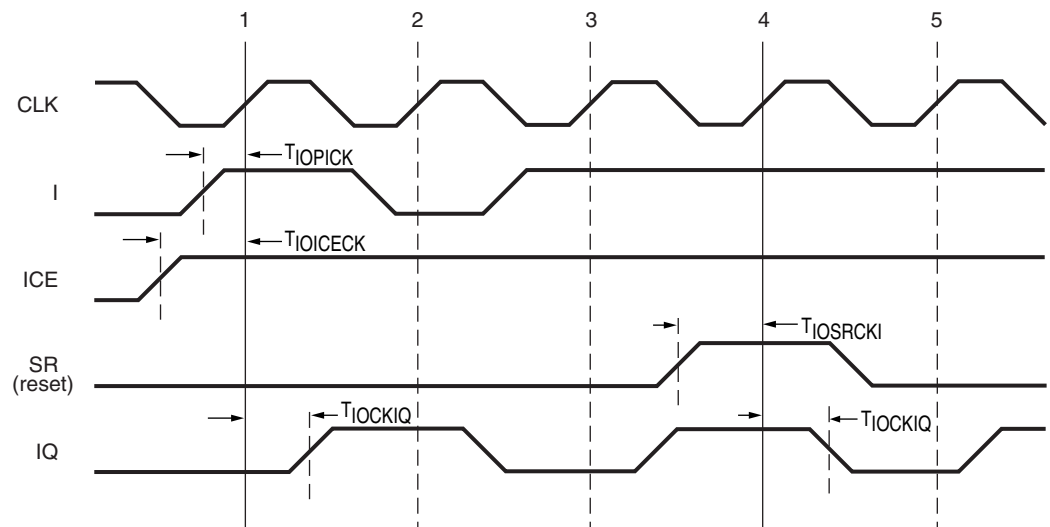 1 2 3 4 5
CLK
TIOPICK
I
TIOICECK
ICE
TIOSRCKI
SR
(reset)
TIOCKIQ TIOCKIQ
IQ